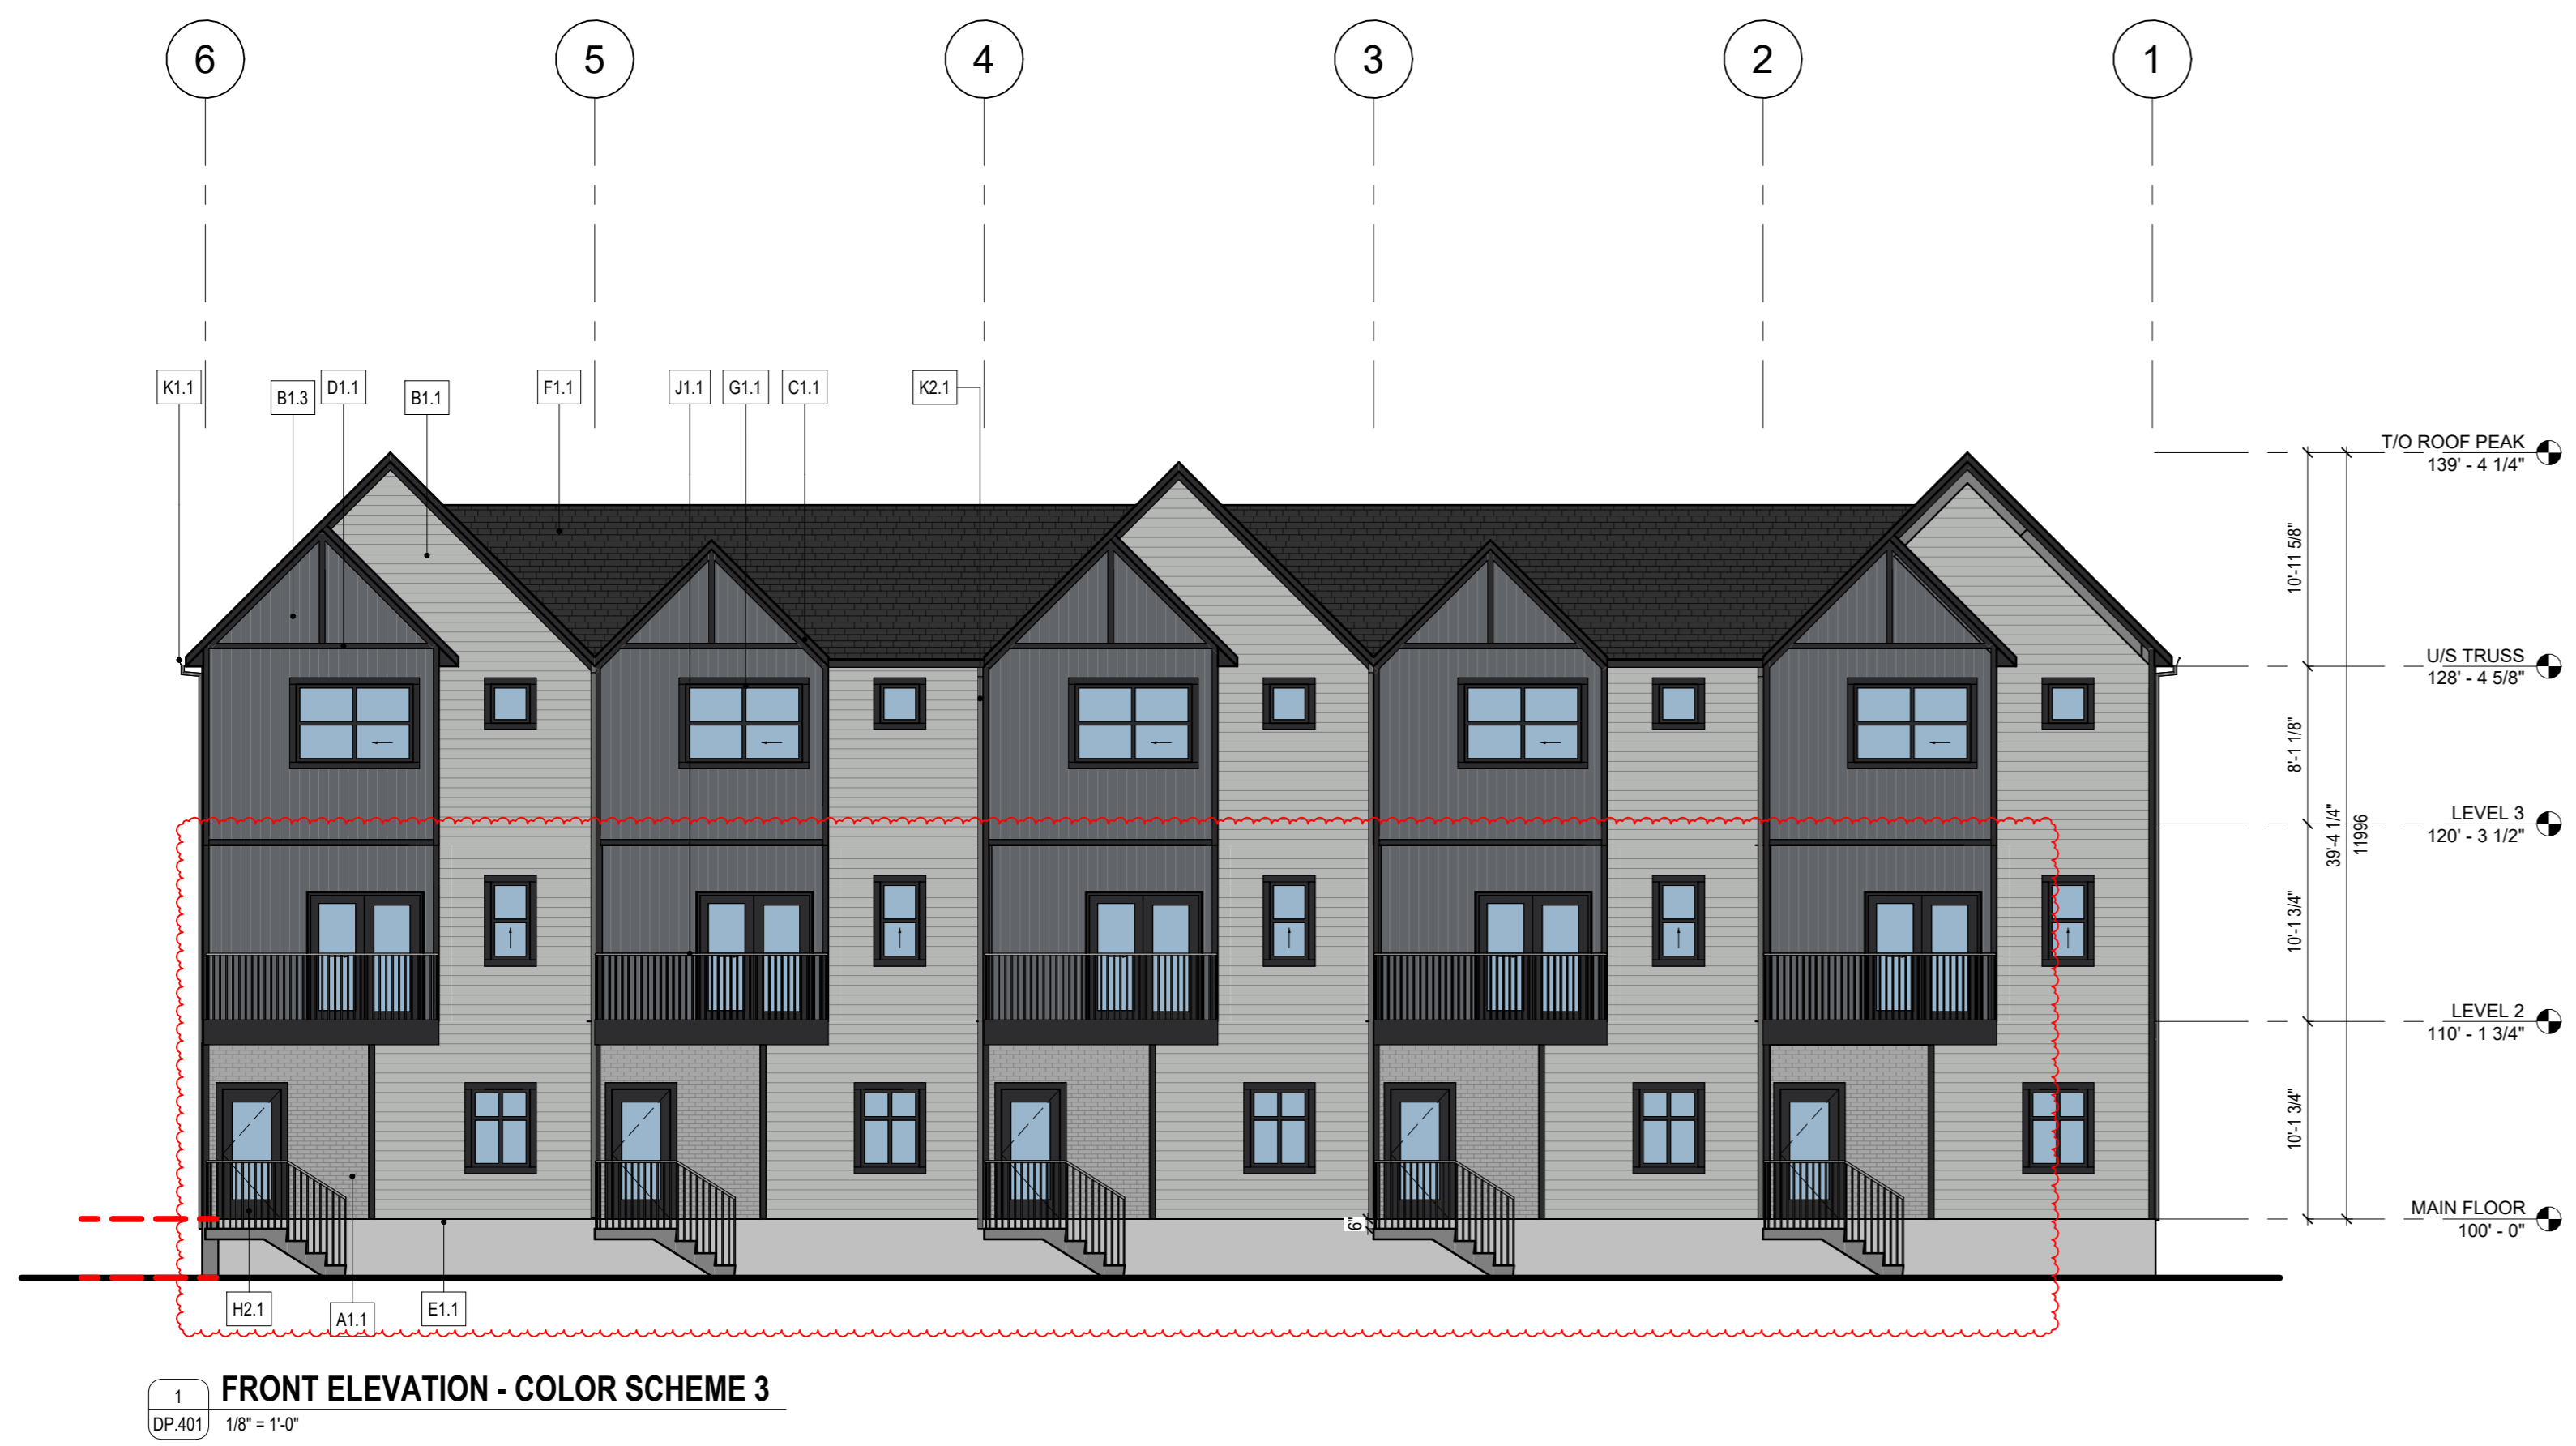 6 5 4 3 2 1
K1.1 B1.3 D1.1 B1.1 F1.1 J1.1 G1.1 C1.1 K2.1
T/O ROOF PEAK
139' - 4 1/4"
10'-11 5/8"
U/S TRUSS
128' - 4 5/8"
8'-1 1/8"
LEVEL 3
120' - 3 1/2"
39'-4 1/4"
11996
10'-1 3/4"
LEVEL 2
110' - 1 3/4"
10'-1 3/4"
MAIN FLOOR
100' - 0"
6"
H2.1 A1.1 E1.1
1 FRONT ELEVATION - COLOR SCHEME 3
DP.401 1/8" = 1'-0"